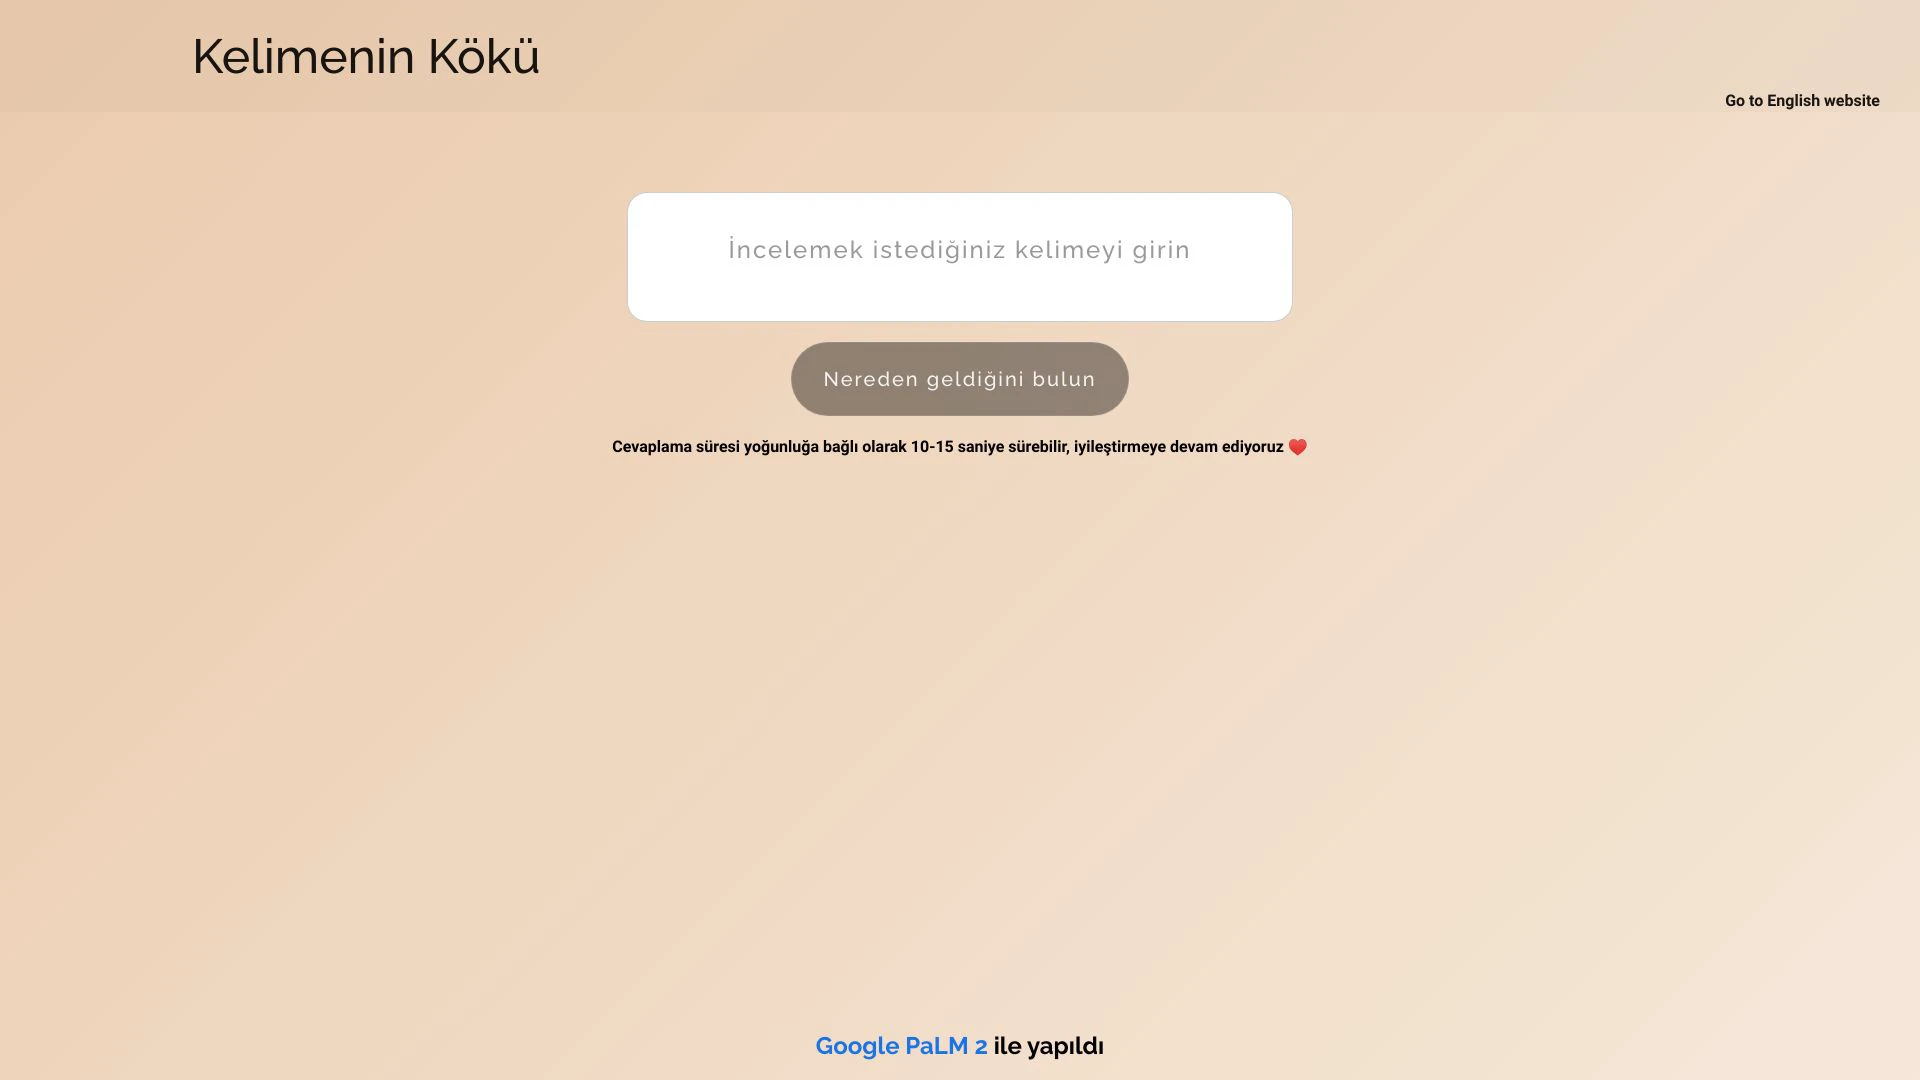 Kelimenin Kökü
Go to English website
İncelemek istediğiniz kelimeyi girin
Nereden geldiğini bulun
Cevaplama süresi yoğunluğa bağlı olarak 10-15 saniye sürebilir, iyileştirmeye devam ediyoruz ♥️
Google PaLM 2 ile yapıldı